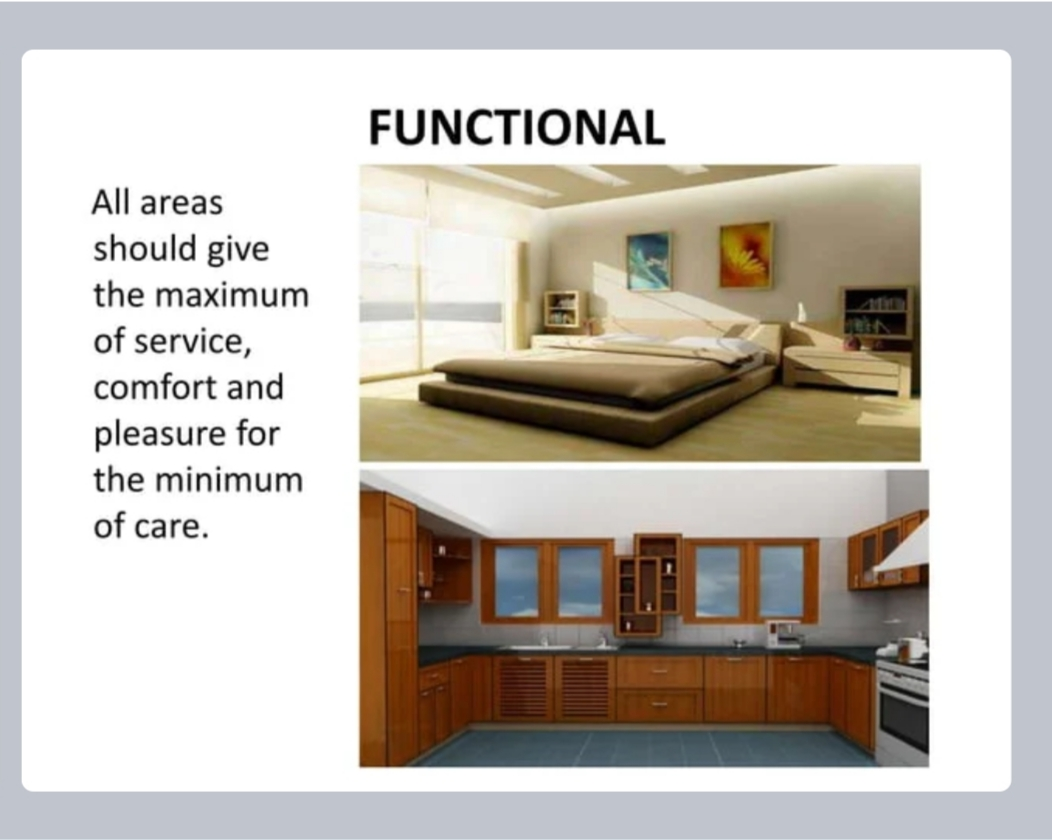 FUNCTIONAL
All areas
should give
the maximum
of service,
comfort and
pleasure for
the minimum
of care.